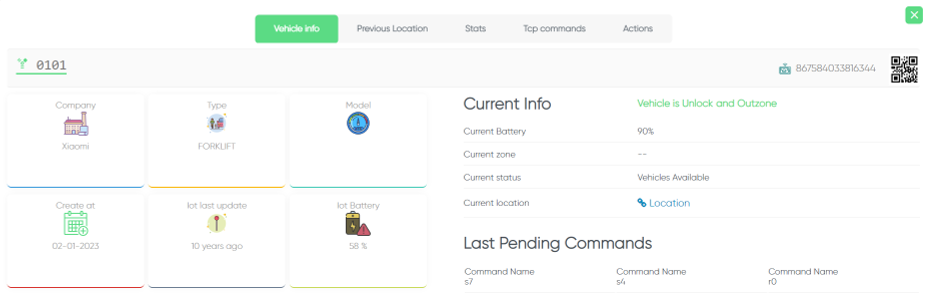 Vehicle info Previous Location Stats Tcp commands Actions
0101
867584033816344
Company Type Model
Xiaomi FORKLIFT
Create at Iot last update Iot Battery
02-01-2023 10 years ago 58 %
Current Info Vehicle is Unlock and Outzone
Current Battery 90%
Current zone --
Current status Vehicles Available
Current location Location
Last Pending Commands
Command Name Command Name Command Name
s7 s4 r0